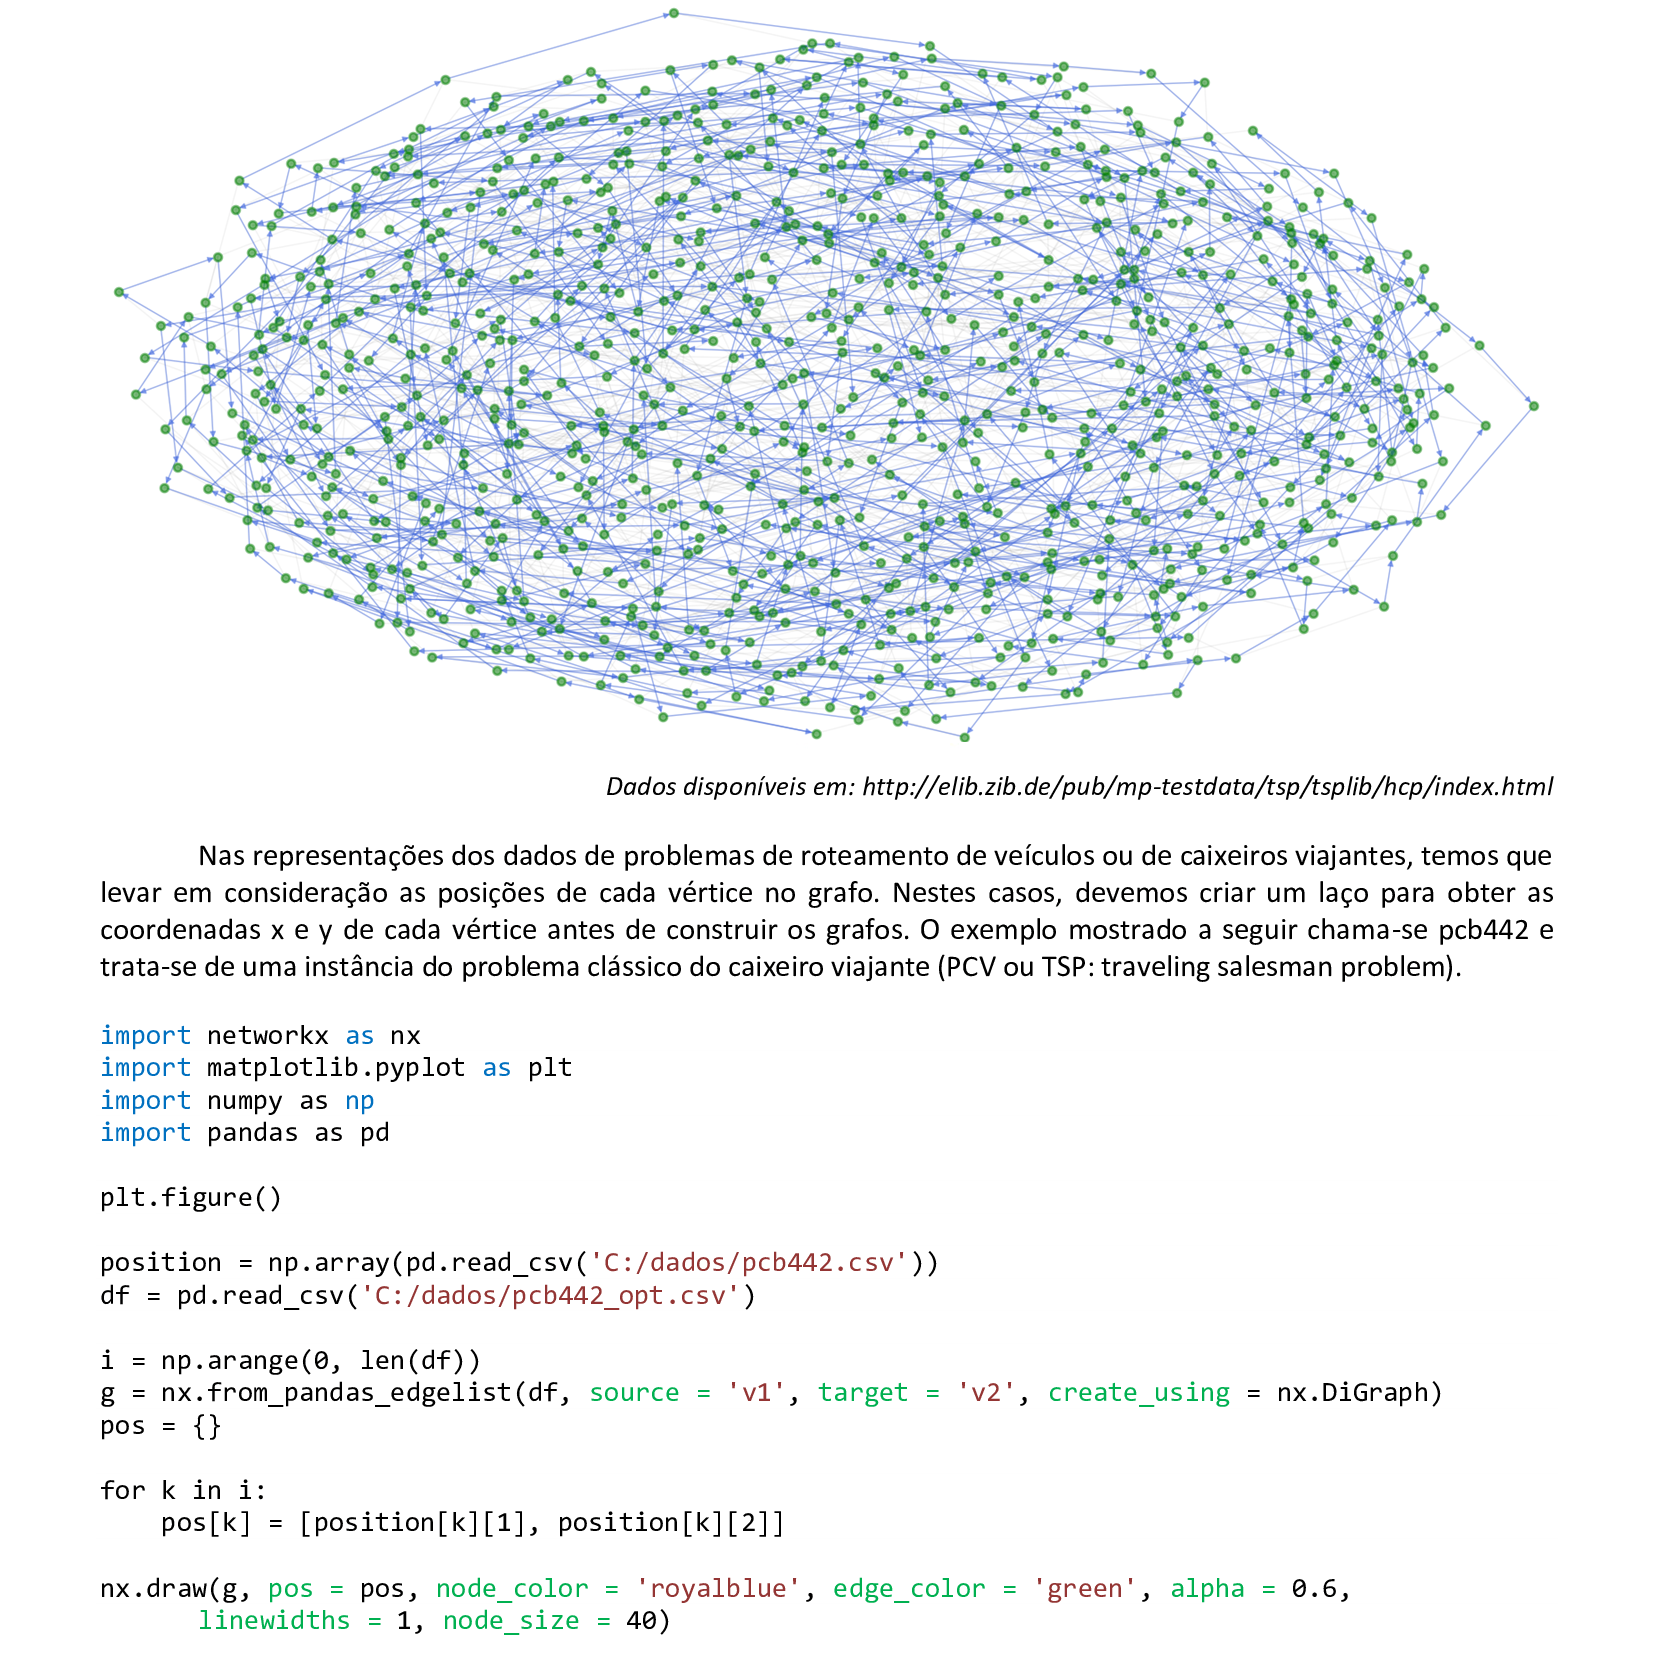 Dados disponíveis em: http://elib.zib.de/pub/mp-testdata/tsp/tsplib/hcp/index.html
Nas representações dos dados de problemas de roteamento de veículos ou de caixeiros viajantes, temos que
levar em consideração as posições de cada vértice no grafo. Nestes casos, devemos criar um laço para obter as
coordenadas x e y de cada vértice antes de construir os grafos. O exemplo mostrado a seguir chama-se pcb442 e
trata-se de uma instância do problema clássico do caixeiro viajante (PCV ou TSP: traveling salesman problem).
import networkx as nx
import matplotlib.pyplot as plt
import numpy as np
import pandas as pd
plt.figure()
position = np.array(pd.read_csv('C:/dados/pcb442.csv'))
df = pd.read_csv('C:/dados/pcb442_opt.csv')
i = np.arange(0, len(df))
g = nx.from_pandas_edgelist(df, source = 'v1', target = 'v2', create_using = nx.DiGraph)
pos = {}
for k in i:
    pos[k] = [position[k][1], position[k][2]]
nx.draw(g, pos = pos, node_color = 'royalblue', edge_color = 'green', alpha = 0.6,
linewidths = 1, node_size = 40)